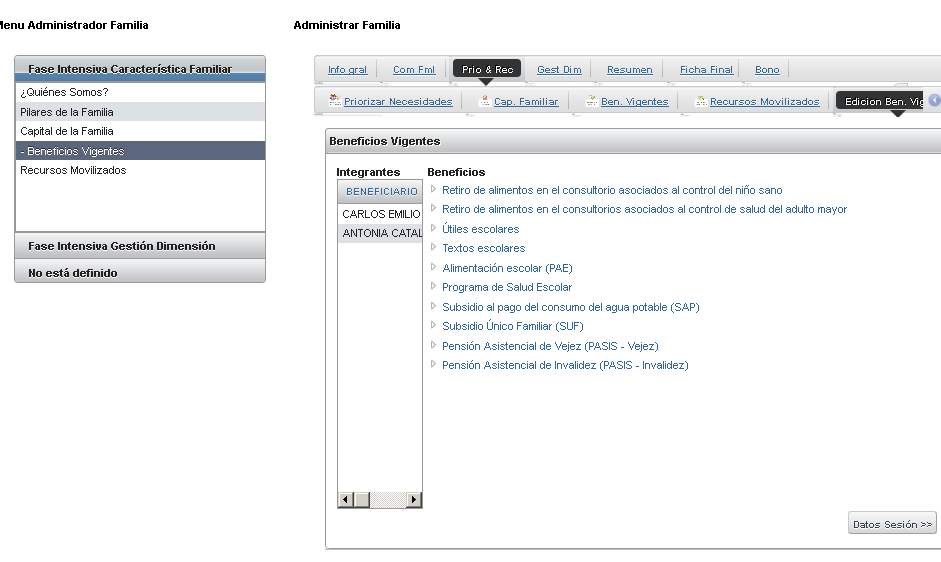 Menu Administrador Familia
Administrar Familia
Fase Intensiva Característica Familiar
¿Quiénes Somos?
Pilares de la Familia
Capital de la Familia
- Beneficios Vigentes
Recursos Movilizados
Fase Intensiva Gestión Dimensión
No está definido
Info gral Com Fml Prio & Rec Gest Dim Resumen Ficha Final Bono
Priorizar Necesidades Cap. Familiar Ben. Vigentes Recursos Movilizados Edicion Ben. Vig
Beneficios Vigentes
Integrantes
BENEFICIARIO
CARLOS EMILIO
ANTONIA CATAL
Beneficios
Retiro de alimentos en el consultorio asociados al control del niño sano
Retiro de alimentos en el consultorios asociados al control de salud del adulto mayor
Útiles escolares
Textos escolares
Alimentación escolar (PAE)
Programa de Salud Escolar
Subsidio al pago del consumo del agua potable (SAP)
Subsidio Único Familiar (SUF)
Pensión Asistencial de Vejez (PASIS - Vejez)
Pensión Asistencial de Invalidez (PASIS - Invalidez)
Datos Sesión >>